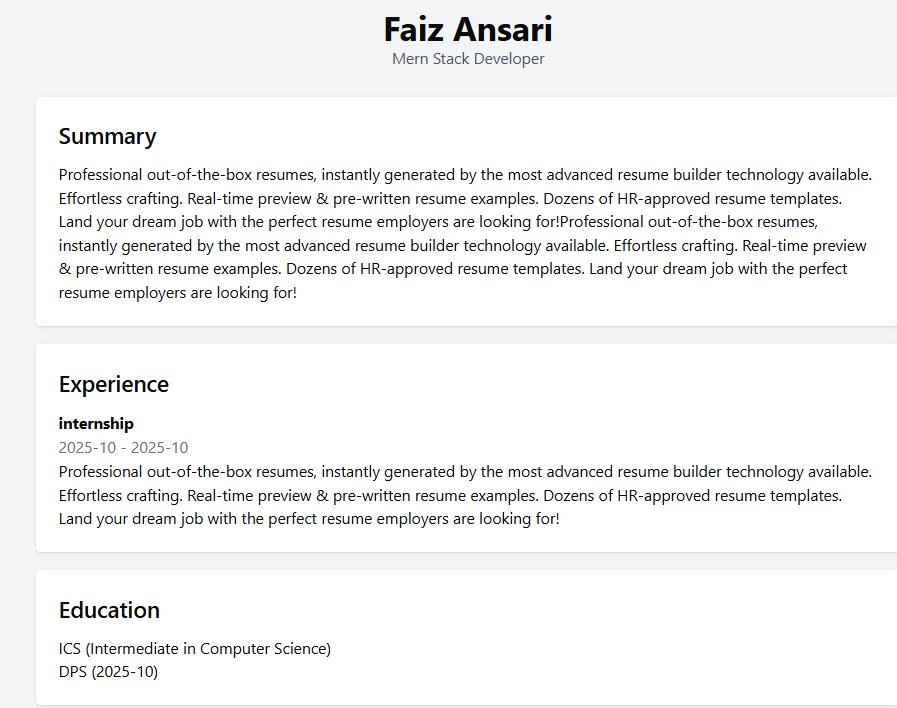 Faiz Ansari
Mern Stack Developer
Summary
Professional out-of-the-box resumes, instantly generated by the most advanced resume builder technology available.
Effortless crafting. Real-time preview & pre-written resume examples. Dozens of HR-approved resume templates.
Land your dream job with the perfect resume employers are looking for!Professional out-of-the-box resumes,
instantly generated by the most advanced resume builder technology available. Effortless crafting. Real-time preview
& pre-written resume examples. Dozens of HR-approved resume templates. Land your dream job with the perfect
resume employers are looking for!
Experience
internship
2025-10 - 2025-10
Professional out-of-the-box resumes, instantly generated by the most advanced resume builder technology available.
Effortless crafting. Real-time preview & pre-written resume examples. Dozens of HR-approved resume templates.
Land your dream job with the perfect resume employers are looking for!
Education
ICS (Intermediate in Computer Science)
DPS (2025-10)